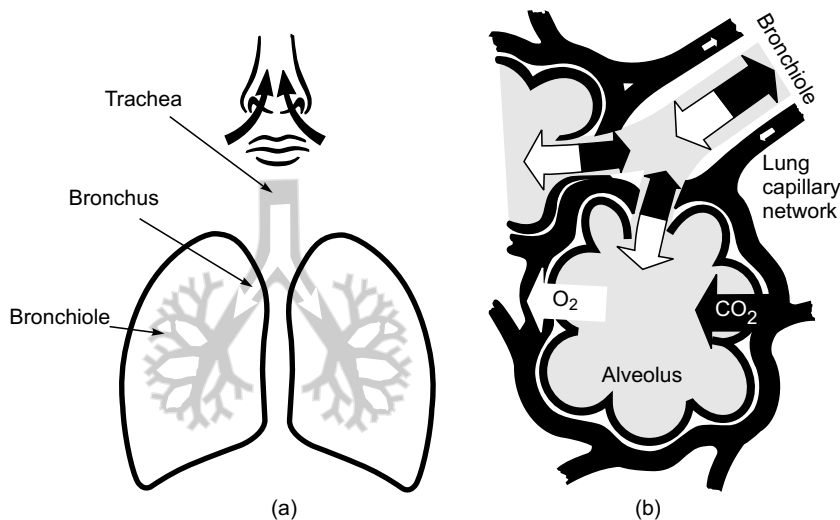 Trachea
Bronchus
Bronchiole
(a)
Bronchiole
Lung
capillary
network
O₂
CO₂
Alveolus
(b)